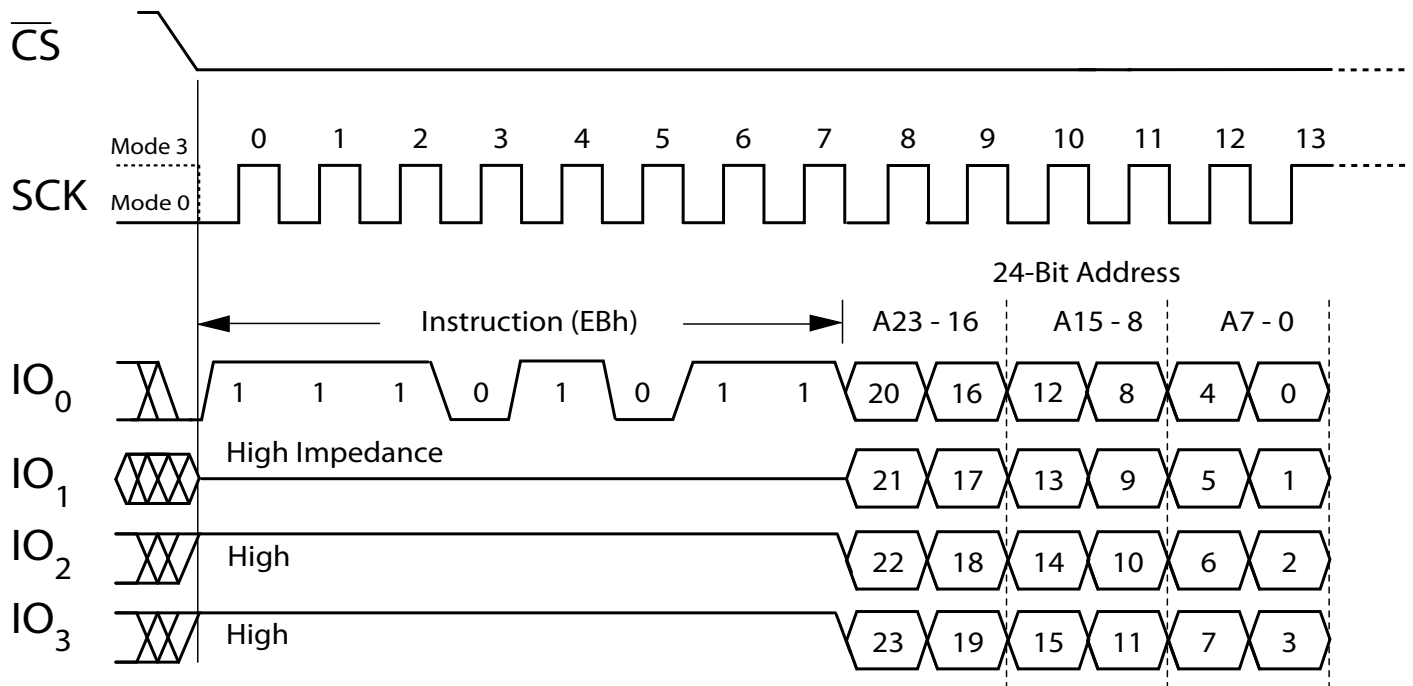 CS
Mode 3
0 1 2 3 4 5 6 7 8 9 10 11 12 13
SCK
Mode 0
24-Bit Address
Instruction (EBh)
A23 - 16 A15 - 8 A7 - 0
IO0
1 1 1 0 1 0 1 1 20 16 12 8 4 0
High Impedance
IO1
21 17 13 9 5 1
IO2
High
22 18 14 10 6 2
IO3
High
23 19 15 11 7 3